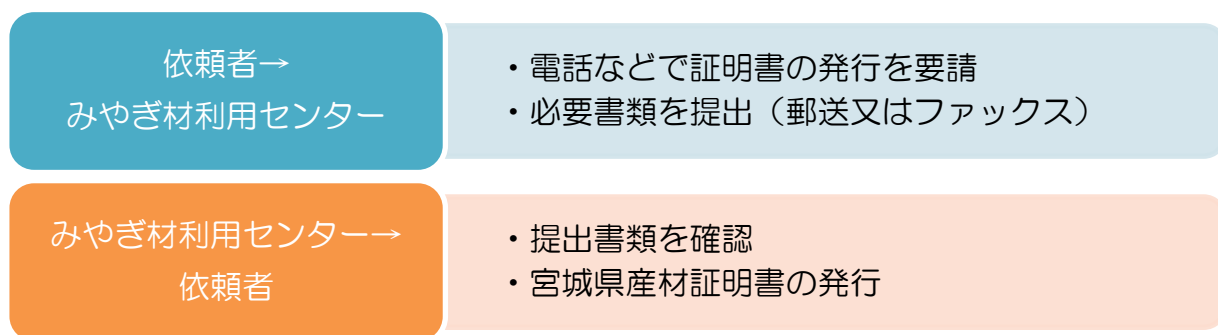 依頼者→
みやぎ材利用センター
・電話などで証明書の発行を要請
・必要書類を提出（郵送又はファックス）
みやぎ材利用センター→
依頼者
・提出書類を確認
・宮城県産材証明書の発行